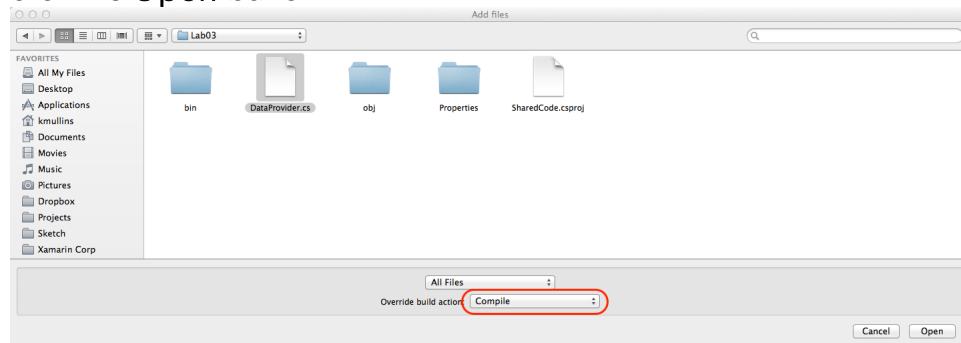 Add files
Lab03
FAVORITES
All My Files
Desktop
Applications
kmullins
Documents
Movies
Music
Pictures
Dropbox
Projects
Sketch
Xamarin Corp
bin
DataProvider.cs
obj
Properties
SharedCode.csproj
All Files
Override build action: Compile
Cancel Open